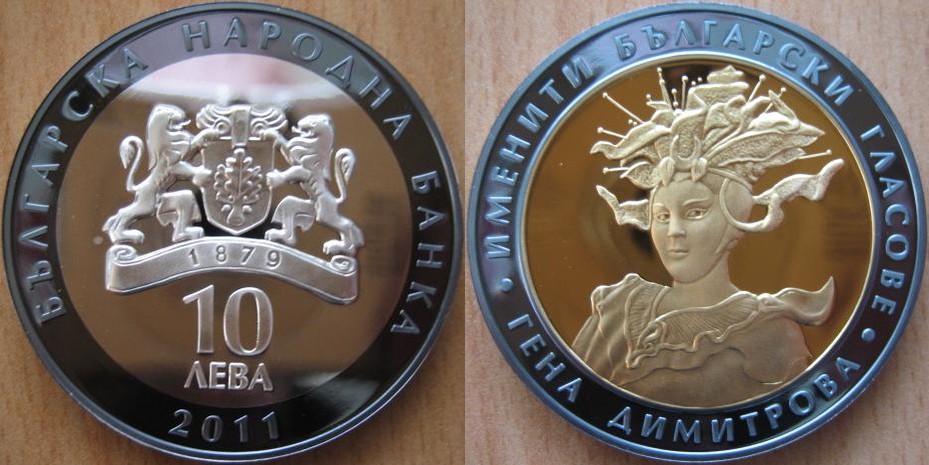 БЪЛГАРСКА НАРОДНА БАНКА
1879
10
ЛЕВА
2011
ИМЕНИТИ БЪЛГАРСКИ ГЛАСОВЕ
• ГЕНА ДИМИТРОВА •